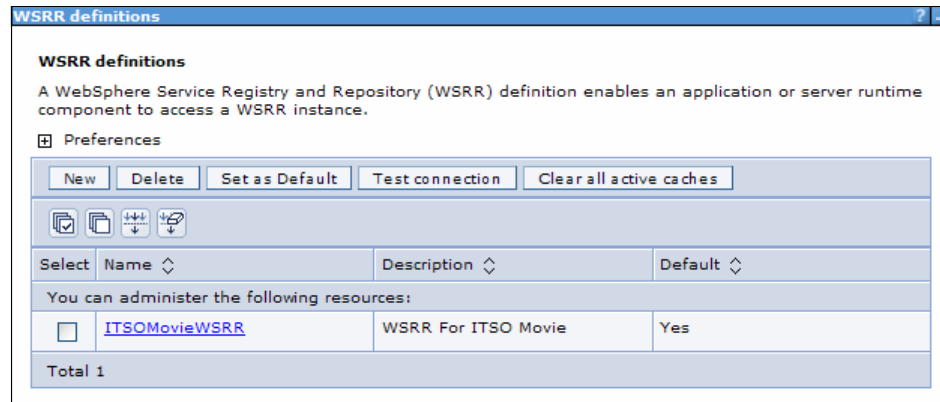 WSRR definitions ? -
WSRR definitions
A WebSphere Service Registry and Repository (WSRR) definition enables an application or server runtime
component to access a WSRR instance.
+ Preferences
New Delete Set as Default Test connection Clear all active caches
Select Name Description Default
You can administer the following resources:
ITSOMovieWSRR WSRR For ITSO Movie Yes
Total 1